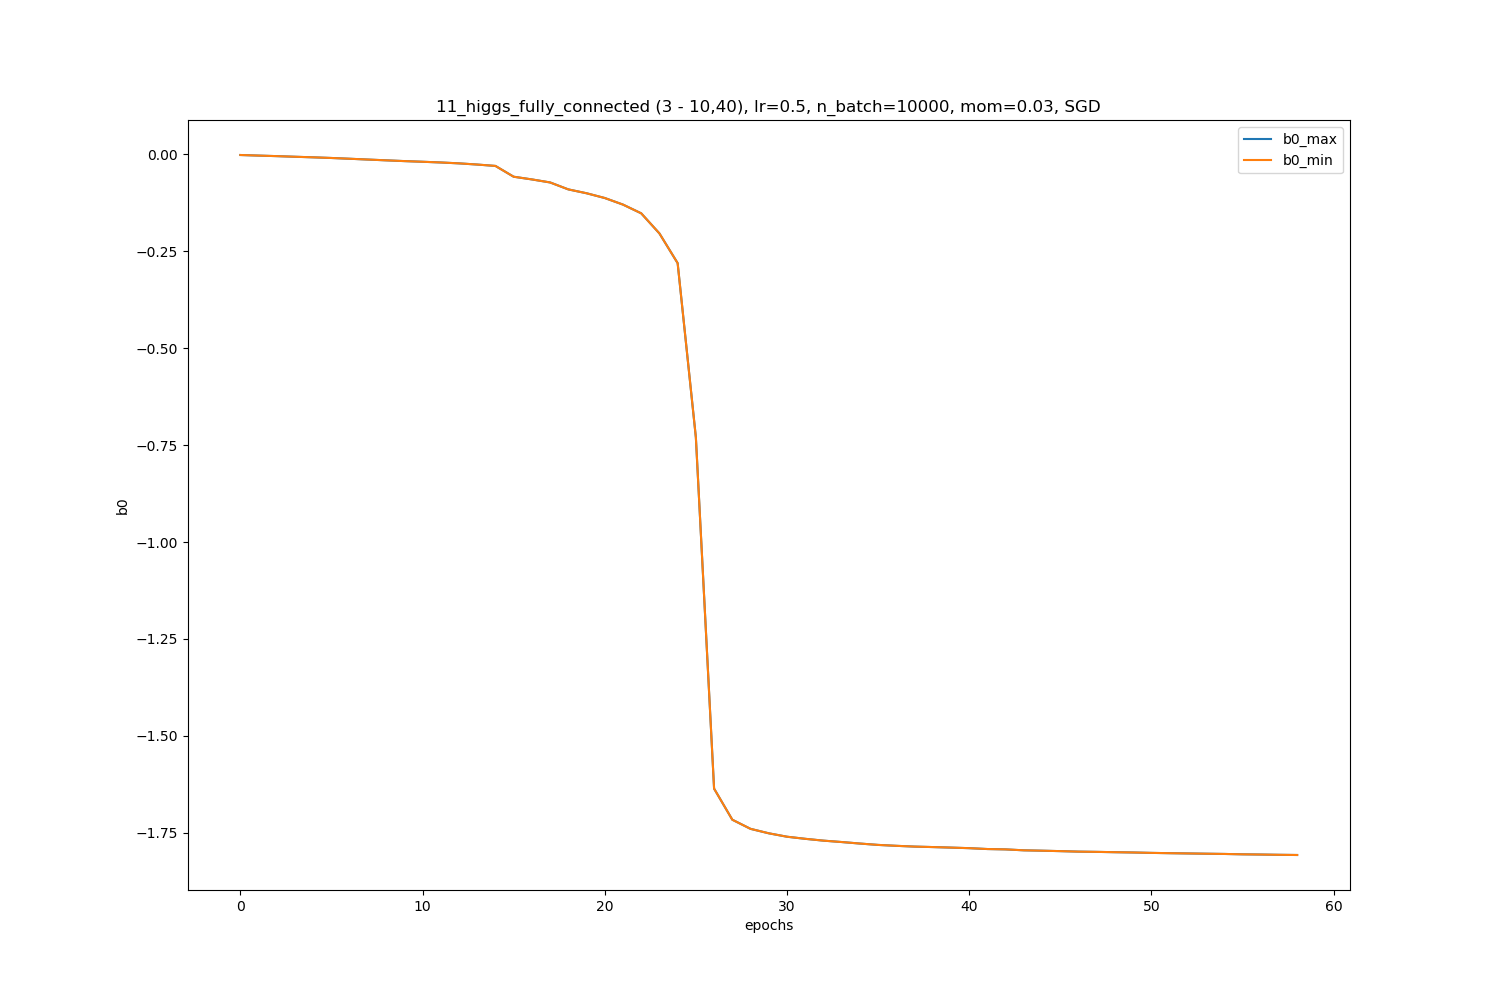 11_higgs_fully_connected (3 - 10,40), lr=0.5, n_batch=10000, mom=0.03, SGD
b0_max
b0_min
0.00
−0.25
−0.50
−0.75
−1.00
−1.25
−1.50
−1.75
b0
0 10 20 30 40 50 60
epochs